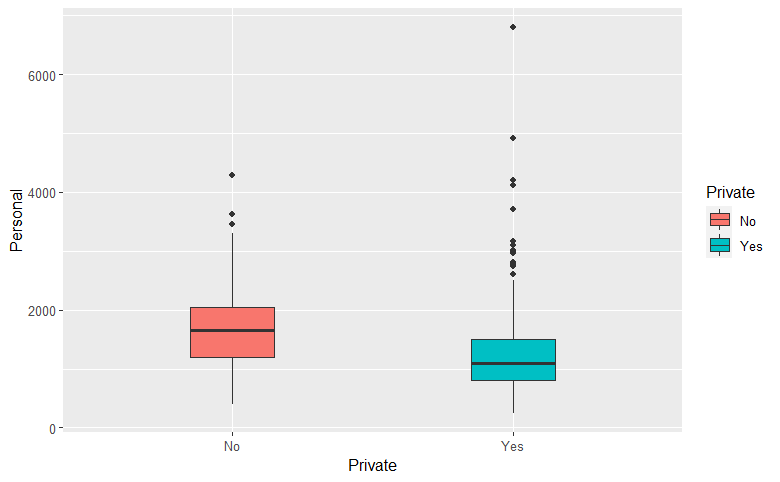 6000
4000
2000
0
Personal
No
Yes
Private
Private
No
Yes